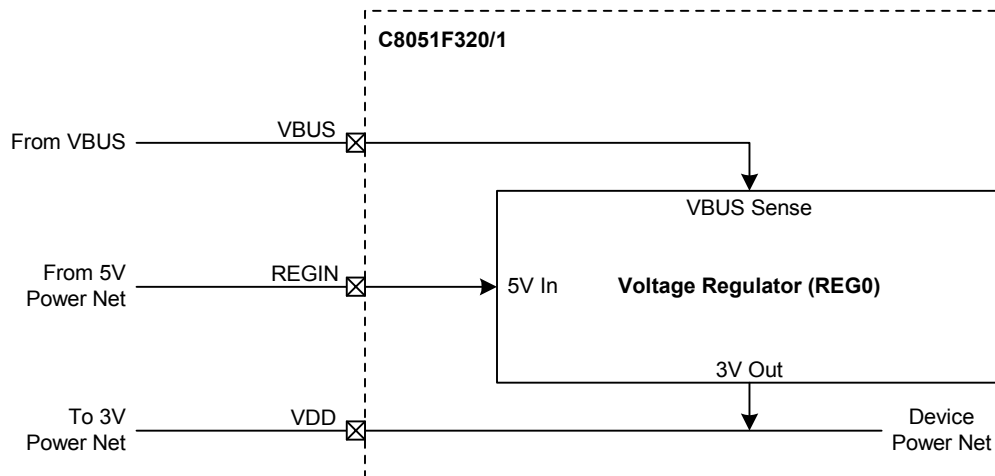 C8051F320/1
From VBUS
VBUS
VBUS Sense
From 5V
Power Net
REGIN
5V In
Voltage Regulator (REG0)
3V Out
To 3V
Power Net
VDD
Device
Power Net